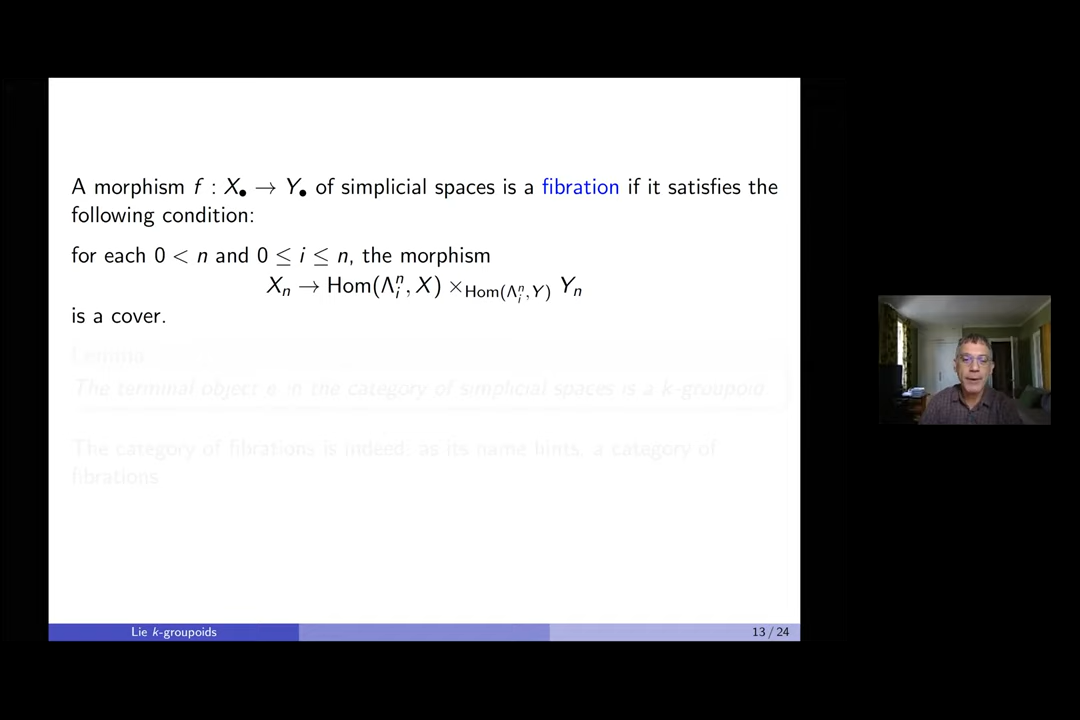 A morphism f : X• → Y• of simplicial spaces is a fibration if it satisfies the
following condition:
for each 0 < n and 0 ≤ i ≤ n, the morphism
Xₙ → Hom(Λⁿᵢ, X) ×_Hom(Λⁿᵢ,Y) Yₙ
is a cover.
Lemma
The terminal object e in the category of simplicial spaces is a k-groupoid
The category of fibrations is indeed, as its name hints, a category of
fibrations
Lie k-groupoids
13 / 24